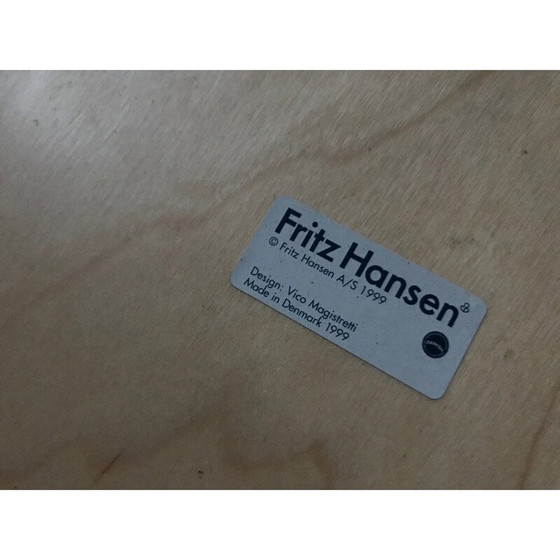 Fritz Hansen
© Fritz Hansen A/S 1999
Design: Vico Magistretti
Made in Denmark 1999